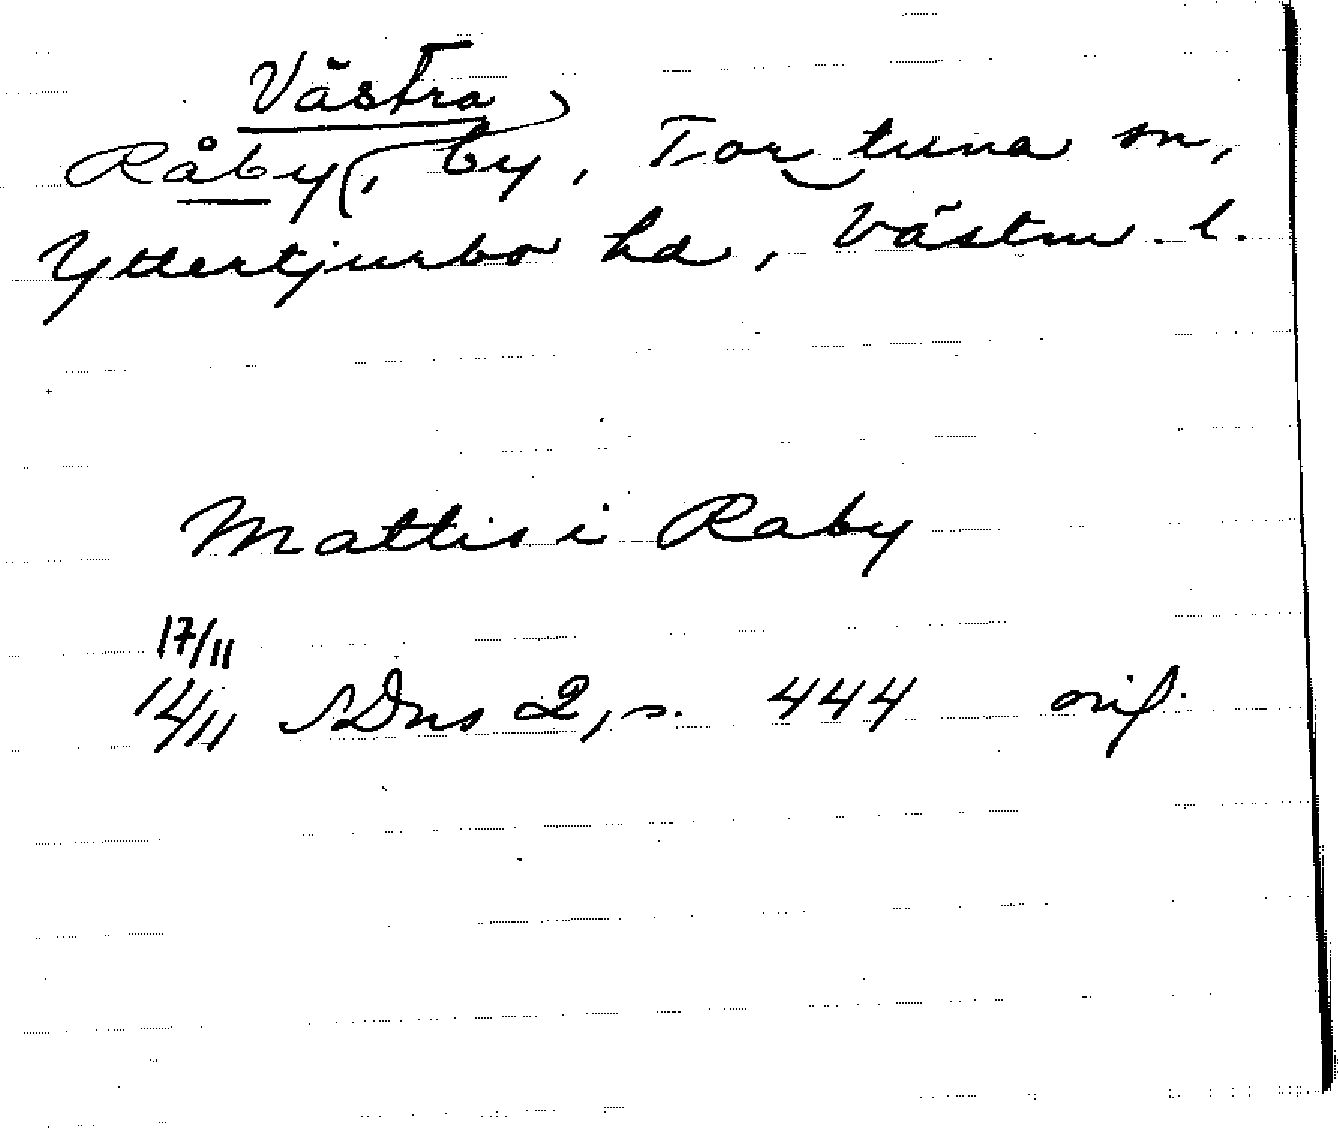 Västra
Råby, by, Tortuna sn,
Yttertjurbo hd, Västm. l.
Mattis i Raby
17/11
14/11 SDns 2, s. 444 orig.